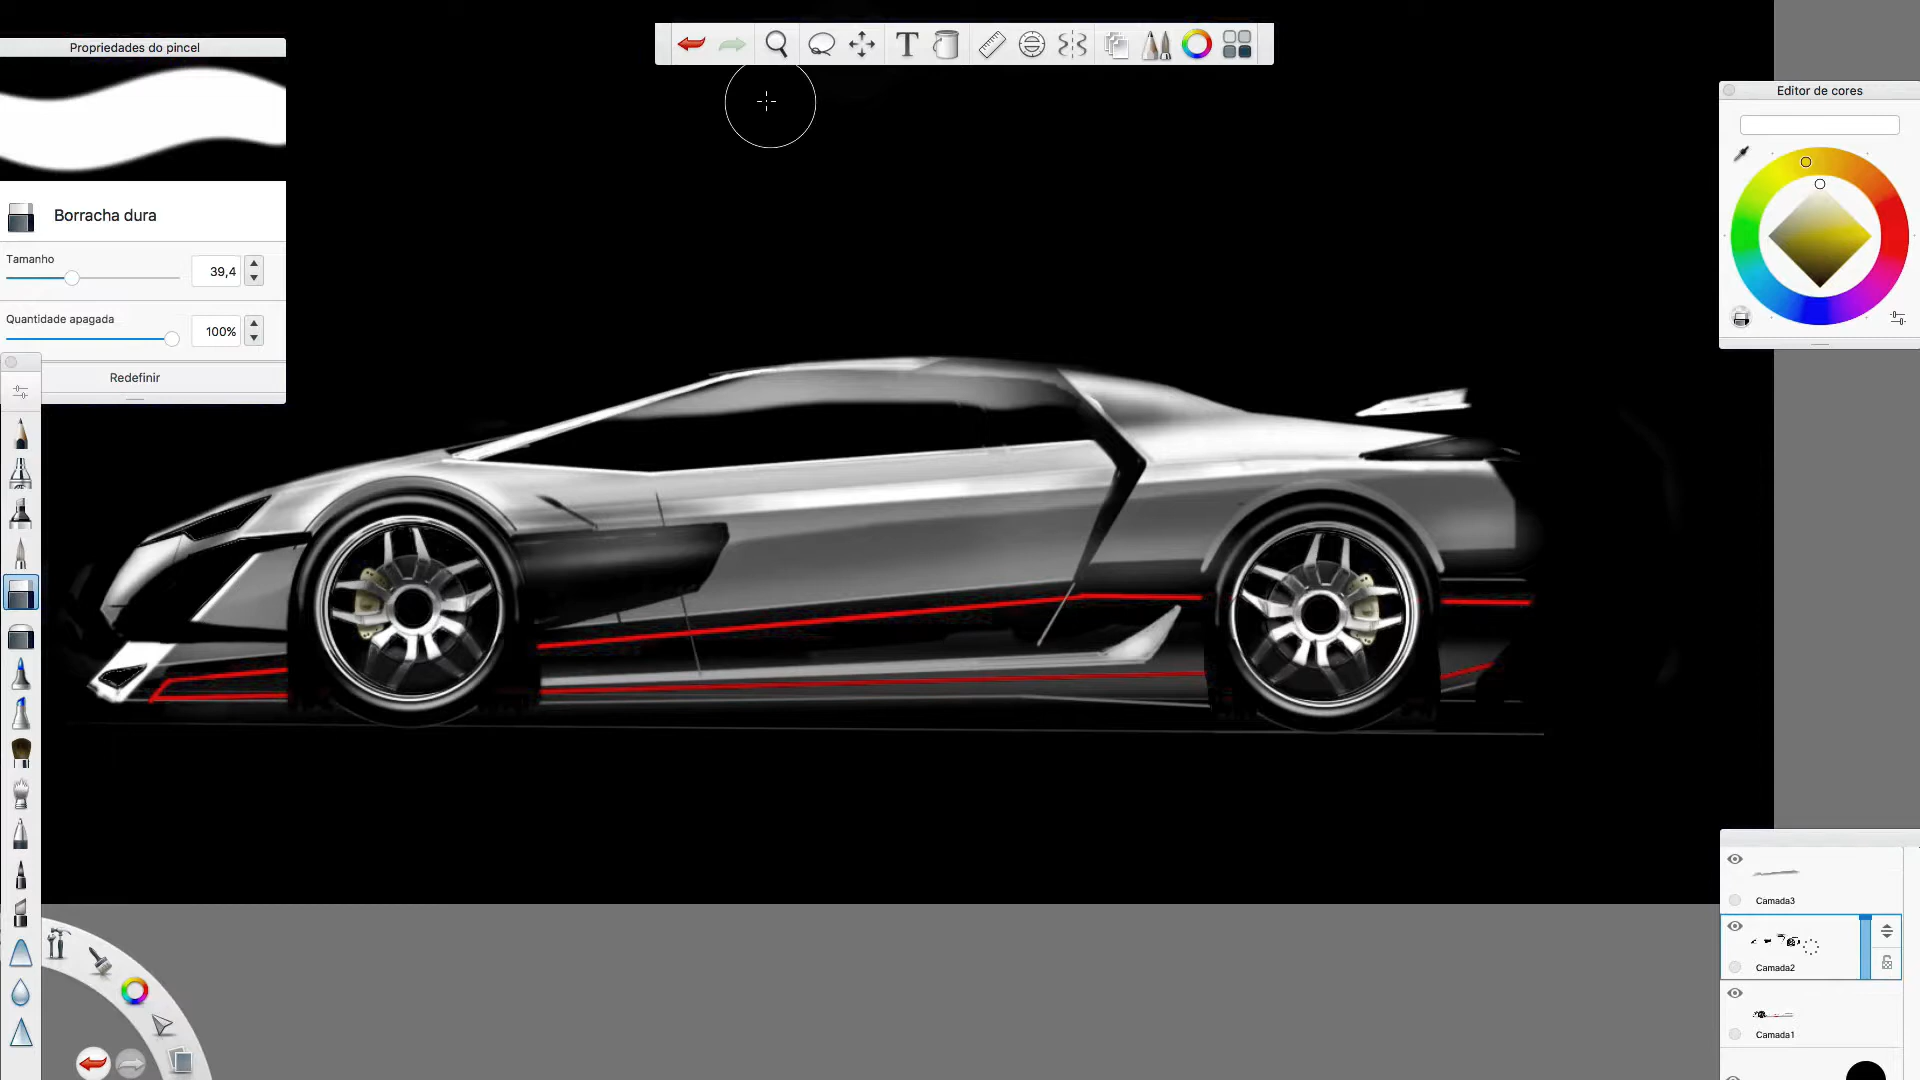 Propriedades do pincel
Borracha dura
Tamanho
39,4
Quantidade apagada
100%
Redefinir
Editor de cores
Camada3
Camada2
Camada1